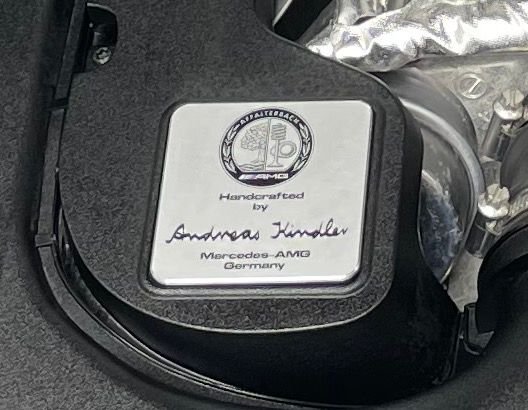 AFFALTERBACH
AMG
Handcrafted
by
Andreas Kindler
Mercedes-AMG
Germany